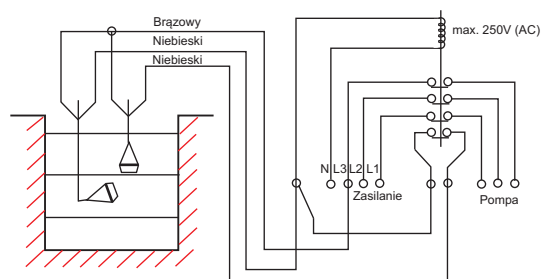 Brązowy
Niebieski
Niebieski
max. 250V (AC)
N L3 L2 L1
Zasilanie
Pompa